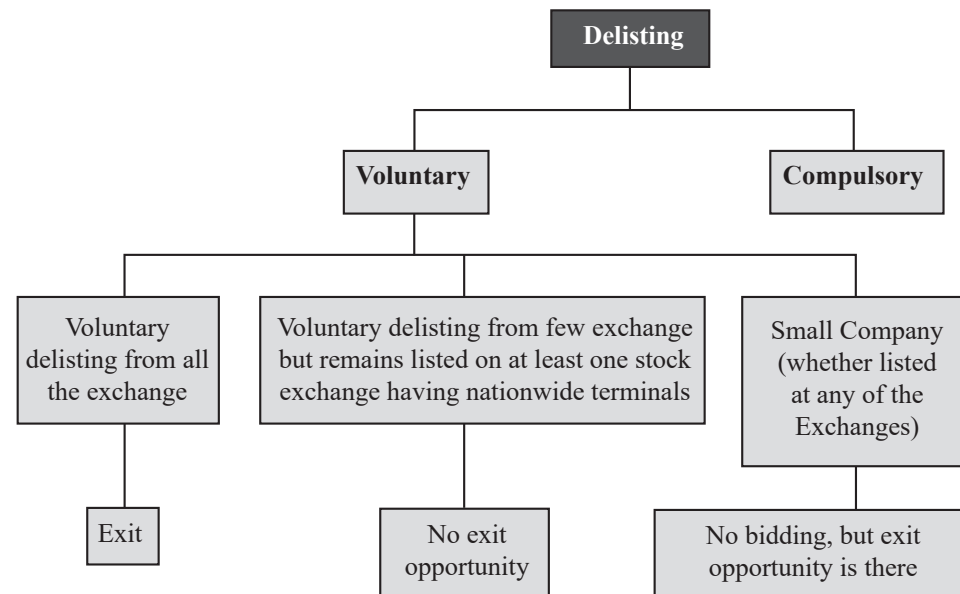 Delisting
Voluntary
Compulsory
Voluntary
delisting from all
the exchange
Voluntary delisting from few exchange
but remains listed on at least one stock
exchange having nationwide terminals
Small Company
(whether listed
at any of the
Exchanges)
Exit
No exit
opportunity
No bidding, but exit
opportunity is there